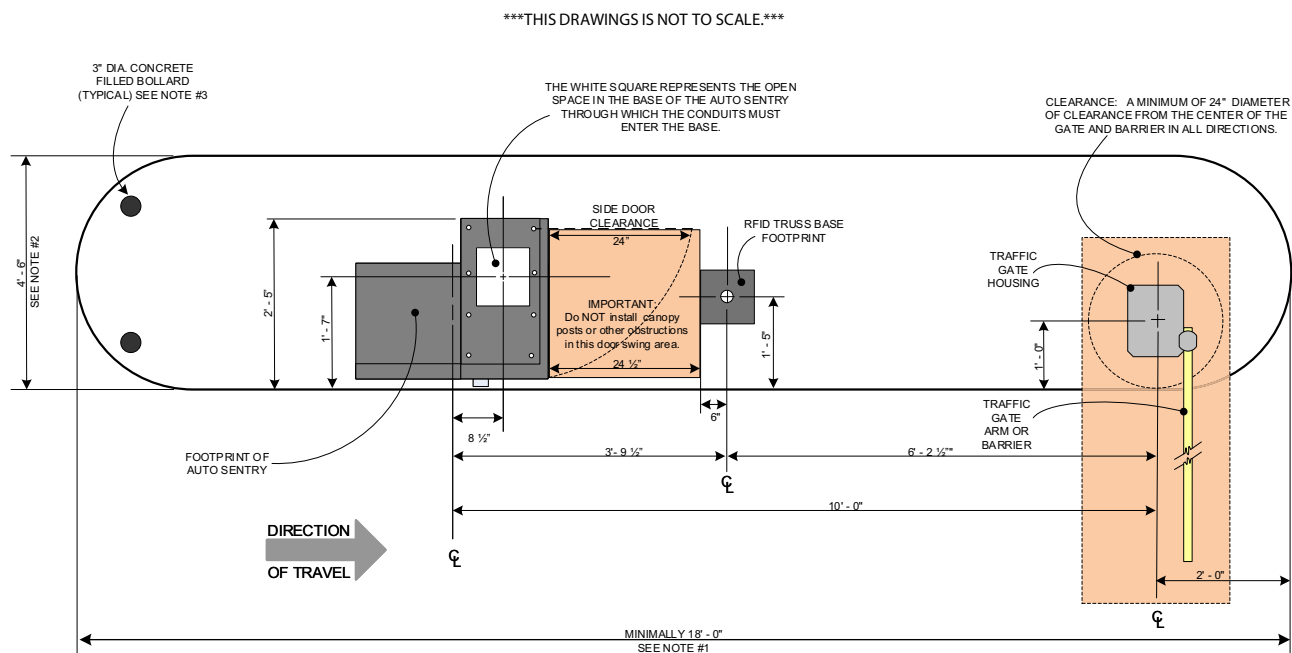 ***THIS DRAWINGS IS NOT TO SCALE.***
3" DIA. CONCRETE
FILLED BOLLARD
(TYPICAL) SEE NOTE #3
THE WHITE SQUARE REPRESENTS THE OPEN
SPACE IN THE BASE OF THE AUTO SENTRY
THROUGH WHICH THE CONDUITS MUST
ENTER THE BASE.
CLEARANCE: A MINIMUM OF 24" DIAMETER
OF CLEARANCE FROM THE CENTER OF THE
GATE AND BARRIER IN ALL DIRECTIONS.
4' - 6"
SEE NOTE #2
2' - 5"
1' - 7"
SIDE DOOR
CLEARANCE
24"
RFID TRUSS BASE
FOOTPRINT
TRAFFIC
GATE
HOUSING
IMPORTANT:
Do NOT install canopy
posts or other obstructions
in this door swing area.
24 ½"
1' - 5"
1' - 0"
6"
8 ½"
TRAFFIC
GATE
ARM OR
BARRIER
FOOTPRINT OF
AUTO SENTRY
3'- 9 ½"
6' - 2 ½""
℄
10' - 0"
DIRECTION
OF TRAVEL
℄
2' - 0"
℄
MINIMALLY 18' - 0"
SEE NOTE #1